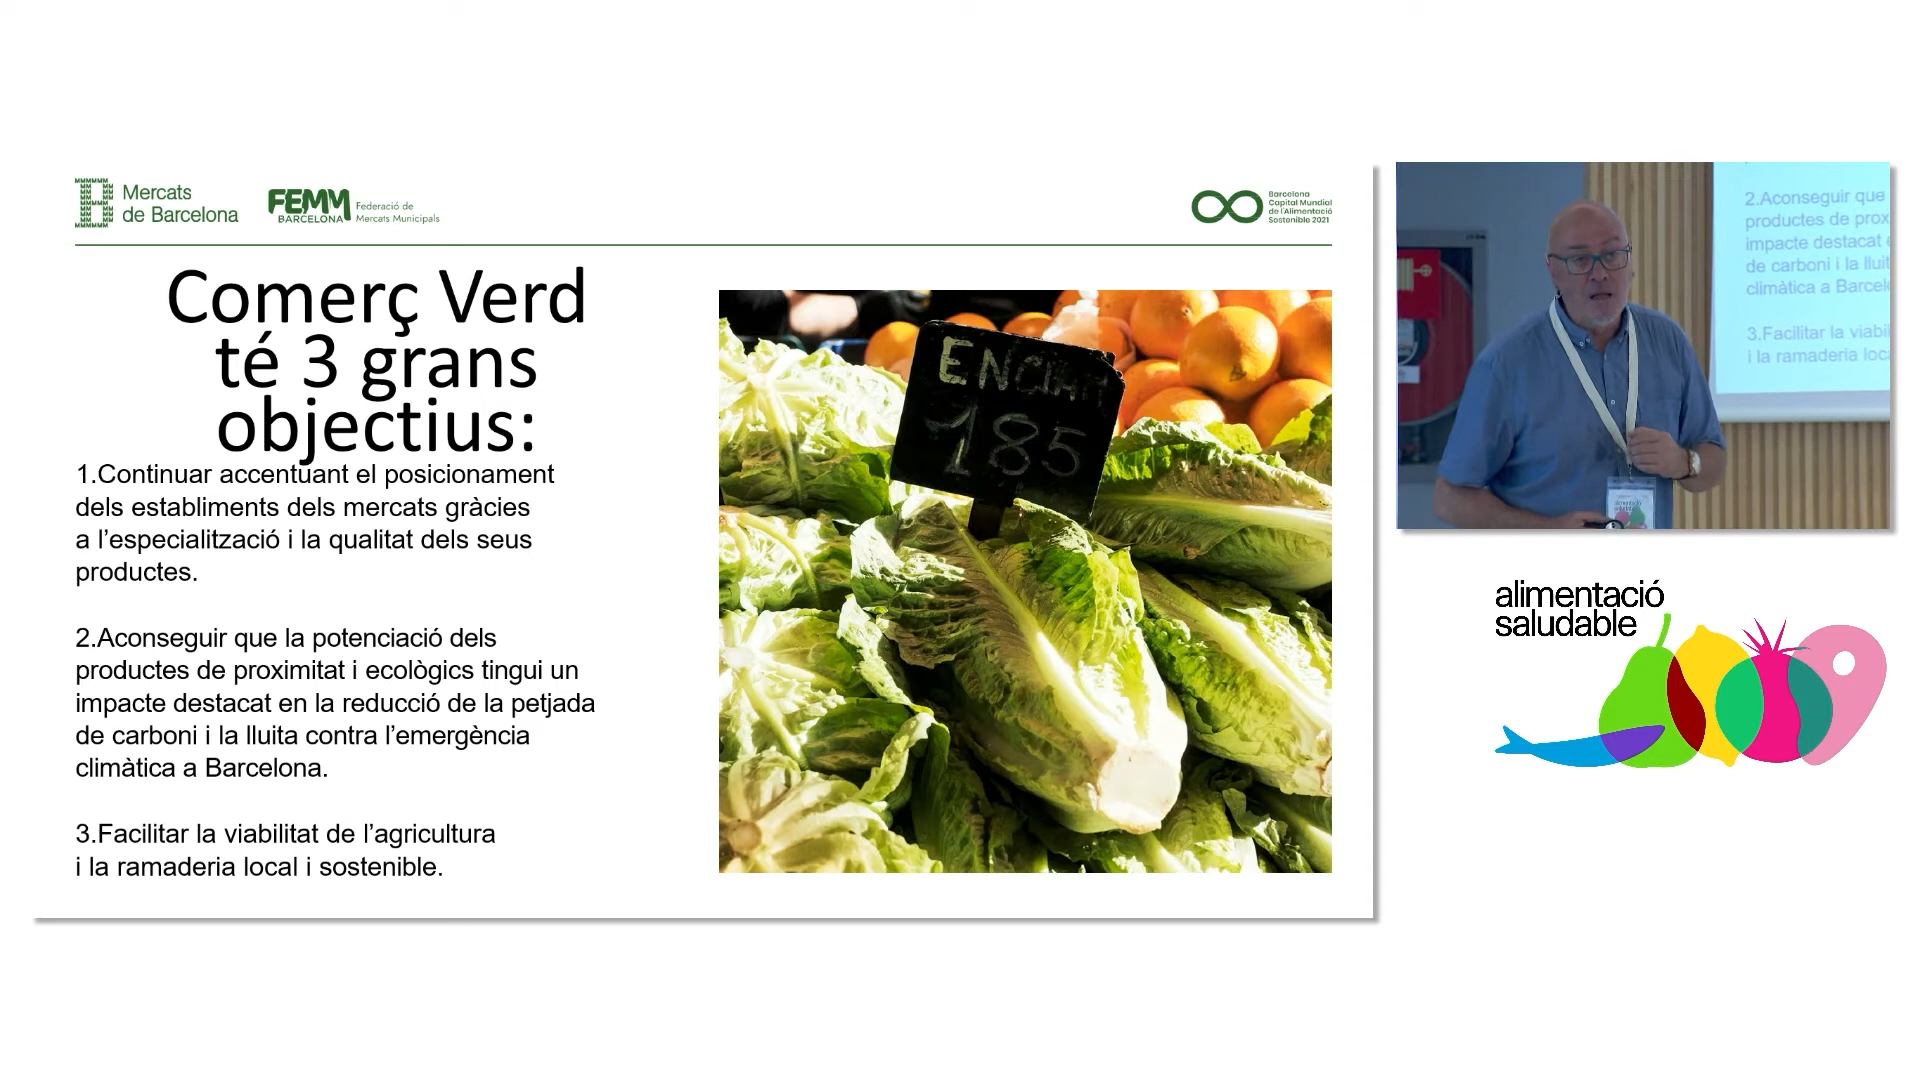 Mercats
de Barcelona
FEMM
BARCELONA
Federació de
Mercats Municipals
Barcelona
Capital Mundial
de l'Alimentació
Sostenible 2021
Comerç Verd
té 3 grans
objectius:
1.Continuar accentuant el posicionament
dels establiments dels mercats gràcies
a l’especialització i la qualitat dels seus
productes.
2.Aconseguir que la potenciació dels
productes de proximitat i ecològics tingui un
impacte destacat en la reducció de la petjada
de carboni i la lluita contra l’emergència
climàtica a Barcelona.
3.Facilitar la viabilitat de l’agricultura
i la ramaderia local i sostenible.
185
2.Aconseguir que
productes de prox
impacte destacat
de carboni i la lluit
climàtica a Barcel
3.Facilitar la viabil
i la ramaderia loc
alimentació
saludable